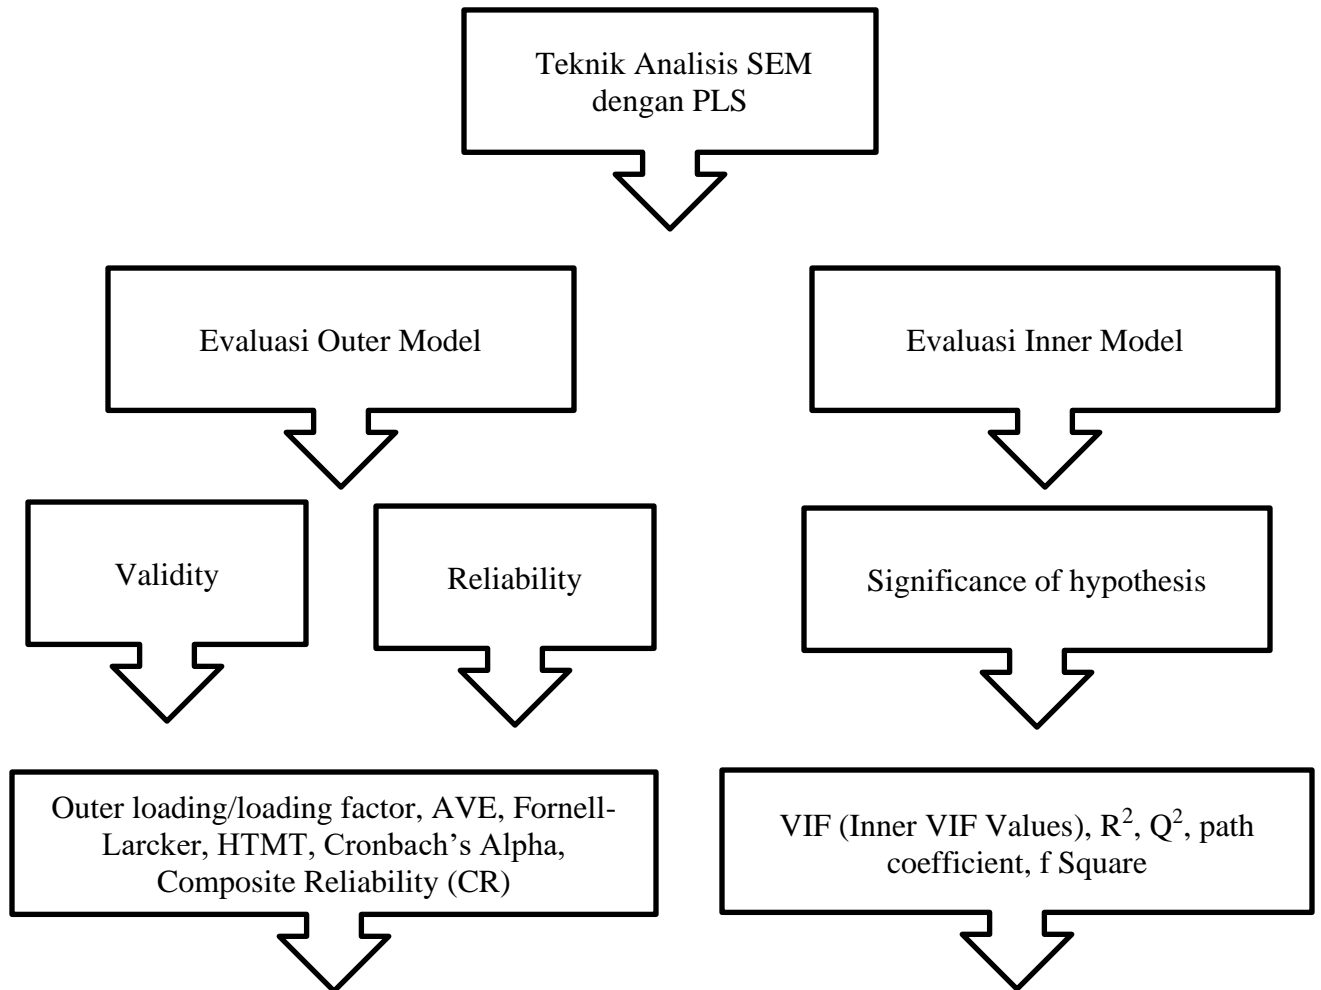 Teknik Analisis SEM
dengan PLS
Evaluasi Outer Model
Evaluasi Inner Model
Validity
Reliability
Significance of hypothesis
Outer loading/loading factor, AVE, Fornell-
Larcker, HTMT, Cronbach’s Alpha,
Composite Reliability (CR)
VIF (Inner VIF Values), R², Q², path
coefficient, f Square